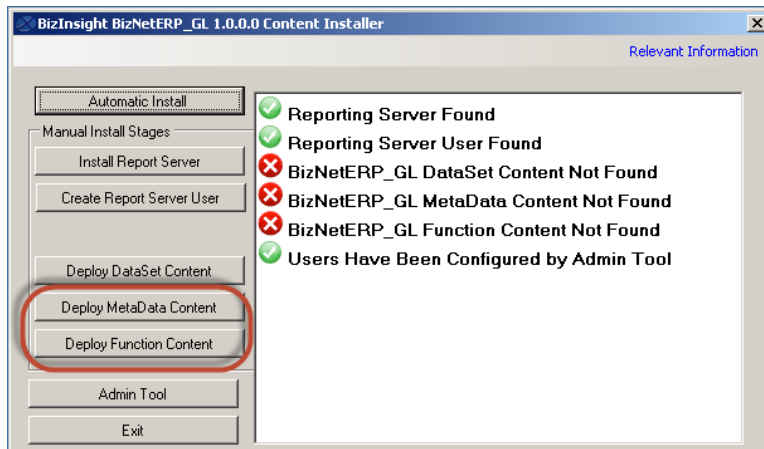 BizInsight BizNetERP_GL 1.0.0.0 Content Installer
Relevant Information
Automatic Install
Manual Install Stages
Install Report Server
Create Report Server User
Deploy DataSet Content
Deploy MetaData Content
Deploy Function Content
Admin Tool
Exit
Reporting Server Found
Reporting Server User Found
BizNetERP_GL DataSet Content Not Found
BizNetERP_GL MetaData Content Not Found
BizNetERP_GL Function Content Not Found
Users Have Been Configured by Admin Tool